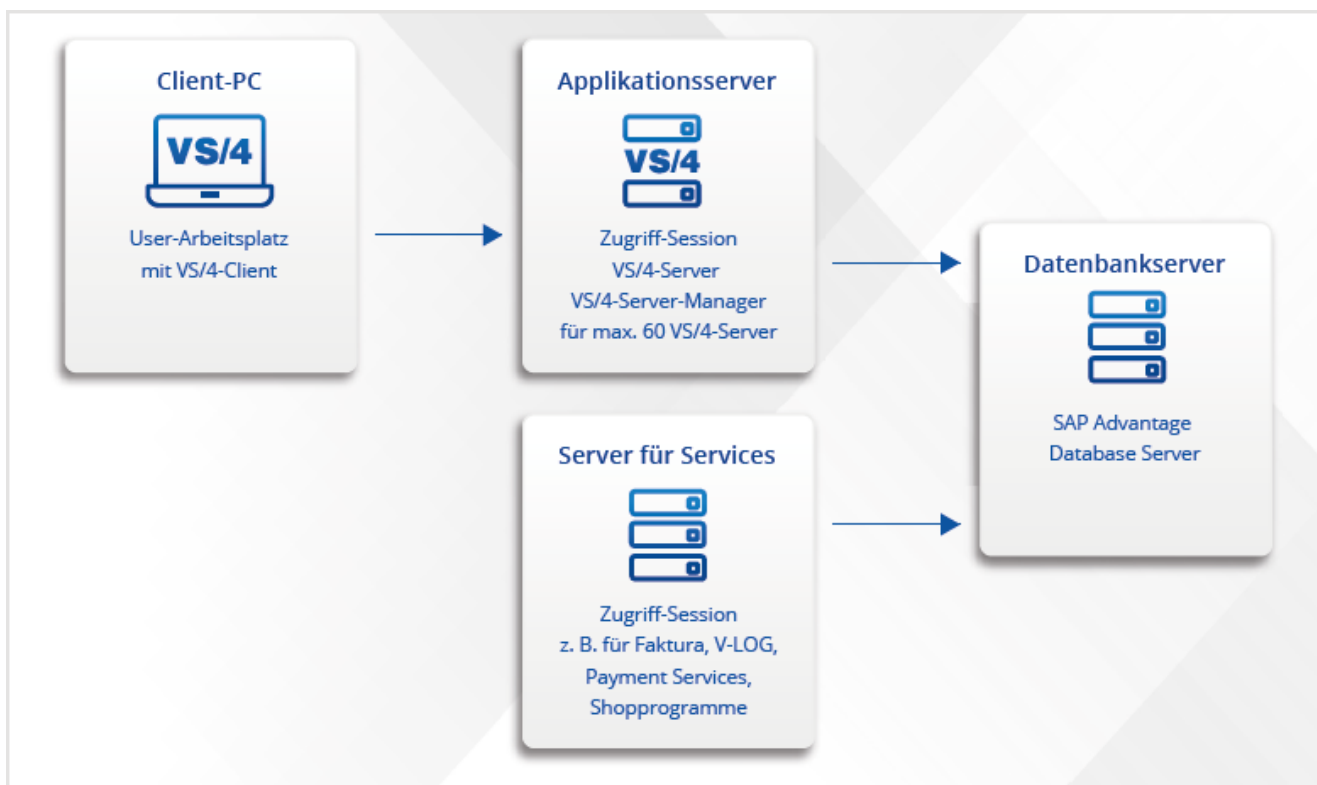 Client-PC
VS/4
User-Arbeitsplatz
mit VS/4-Client
Applikationsserver
VS/4
Zugriff-Session
VS/4-Server
VS/4-Server-Manager
für max. 60 VS/4-Server
Datenbankserver
SAP Advantage
Database Server
Server für Services
Zugriff-Session
z. B. für Faktura, V-LOG,
Payment Services,
Shopprogramme